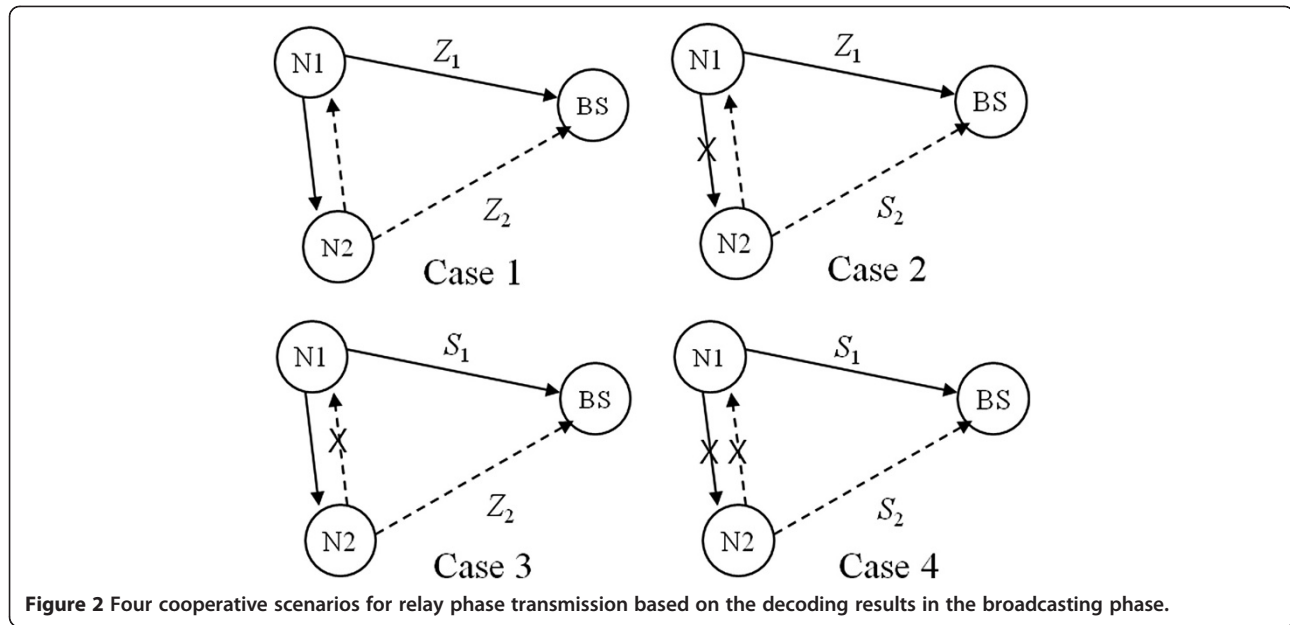 N1
Z1
BS
N2
Z2
Case 1
N1
Z1
BS
X
N2
S2
Case 2
N1
S1
BS
X
N2
Z2
Case 3
N1
S1
BS
X X
N2
S2
Case 4
Figure 2 Four cooperative scenarios for relay phase transmission based on the decoding results in the broadcasting phase.